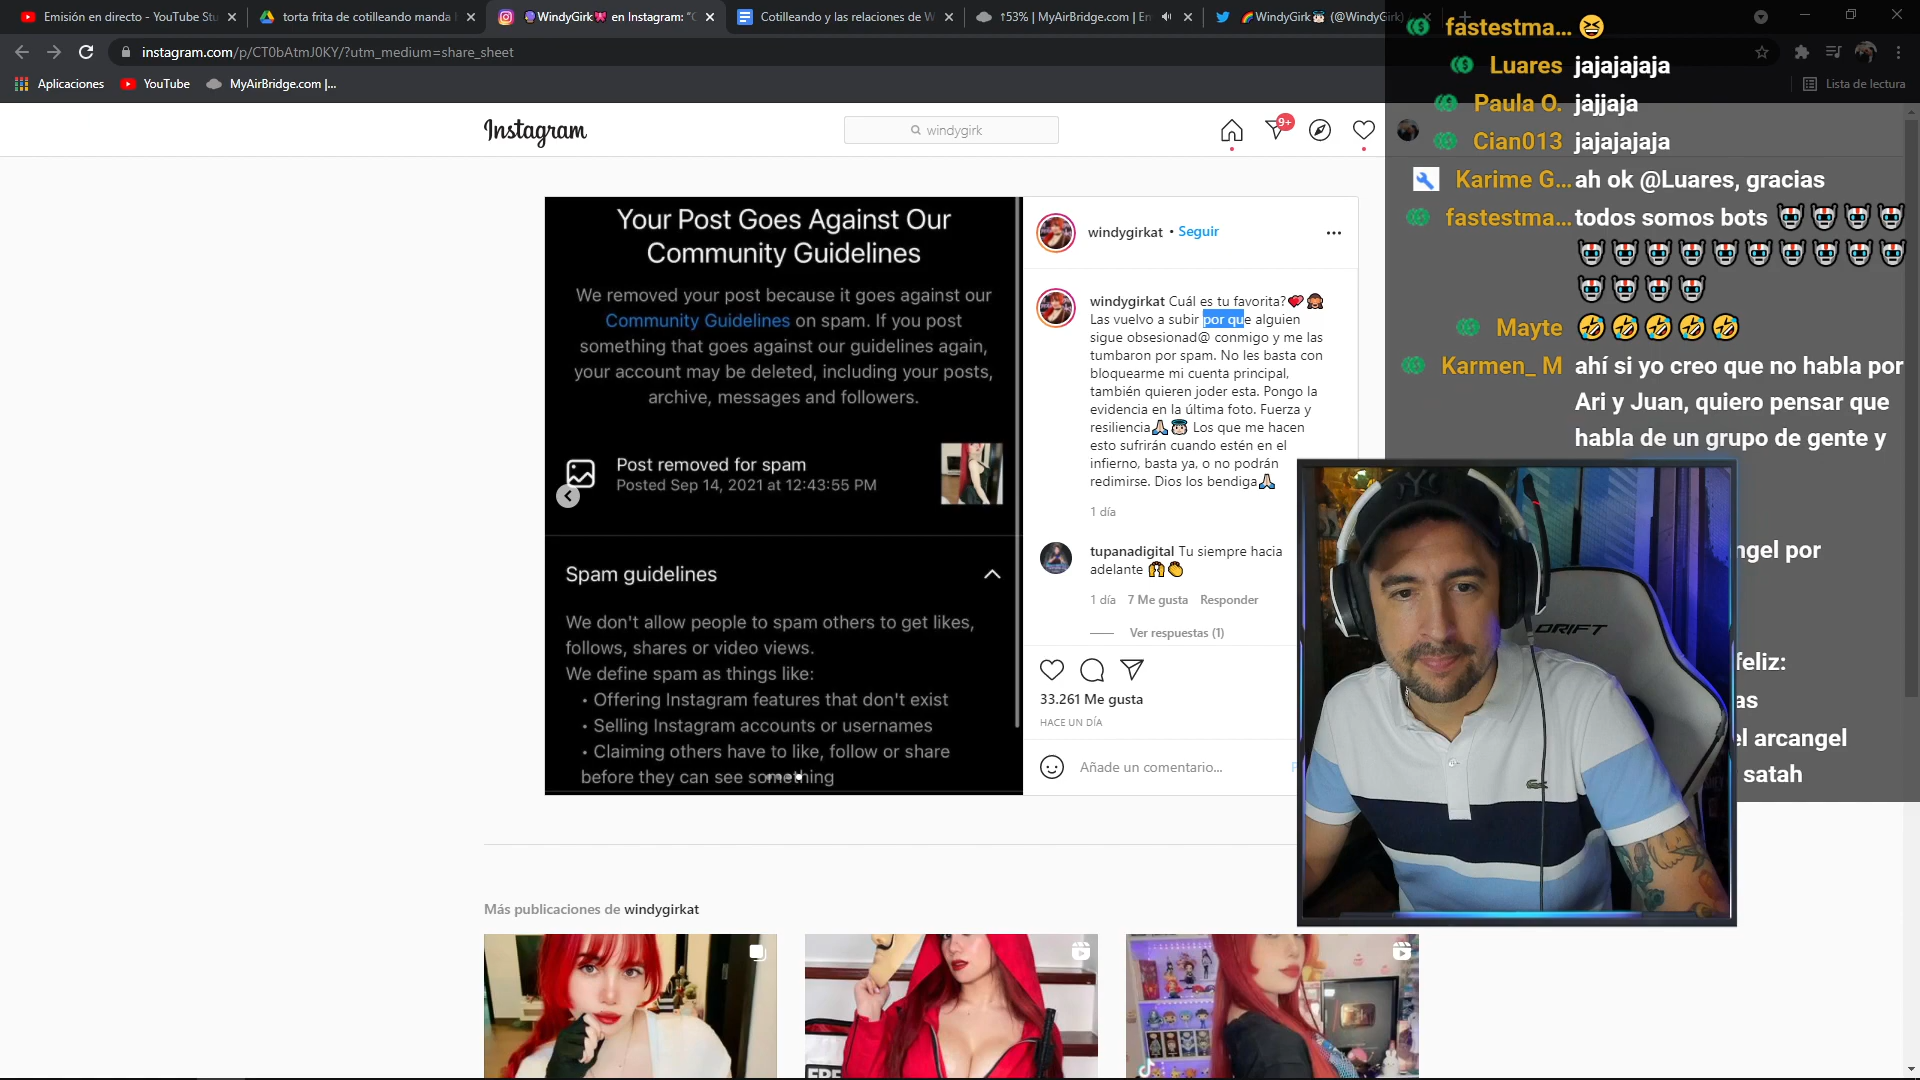 Emisión en directo - YouTube Stu
torta frita de cotilleando manda
WindyGirk en Instagram: "C
Cotilleando y las relaciones de W
↑53% | MyAirBridge.com | En
WindyGirk (@WindyGirk)
instagram.com/p/CT0bAtmJ0KY/?utm_medium=share_sheet
Aplicaciones
YouTube
MyAirBridge.com |...
Lista de lectura
Instagram
windygirk
9+
Your Post Goes Against Our
Community Guidelines
We removed your post because it goes against our
Community Guidelines on spam. If you post
something that goes against our guidelines again,
your account may be deleted, including your posts,
archive, messages and followers.
Post removed for spam
Posted Sep 14, 2021 at 12:43:55 PM
Spam guidelines
We don't allow people to spam others to get likes,
follows, shares or video views.
We define spam as things like:
• Offering Instagram features that don't exist
• Selling Instagram accounts or usernames
• Claiming others have to like, follow or share
before they can see something
windygirkat • Seguir
windygirkat Cuál es tu favorita?
Las vuelvo a subir por que alguien
sigue obsesionad@ conmigo y me las
tumbaron por spam. No les basta con
bloquearme mi cuenta principal,
también quieren joder esta. Pongo la
evidencia en la última foto. Fuerza y
resiliencia🙏🏻 Los que me hacen
esto sufrirán cuando estén en el
infierno, basta ya, o no podrán
redimirse. Dios los bendiga🙏🏻
1 día
tupanadigital Tu siempre hacia
adelante
1 día 7 Me gusta Responder
Ver respuestas (1)
33.261 Me gusta
HACE UN DÍA
Añade un comentario...
Más publicaciones de windygirkat
fastestma... 😆
Luares jajajajaja
Paula O. jajjaja
Cian013 jajajajaja
Karime G... ah ok @Luares, gracias
fastestma... todos somos bots
Mayte 🤣🤣🤣🤣🤣
Karmen_ M ahí si yo creo que no habla por
Ari y Juan, quiero pensar que
habla de un grupo de gente y
ngel por
feliz:
as
el arcangel
satah
DRIFT